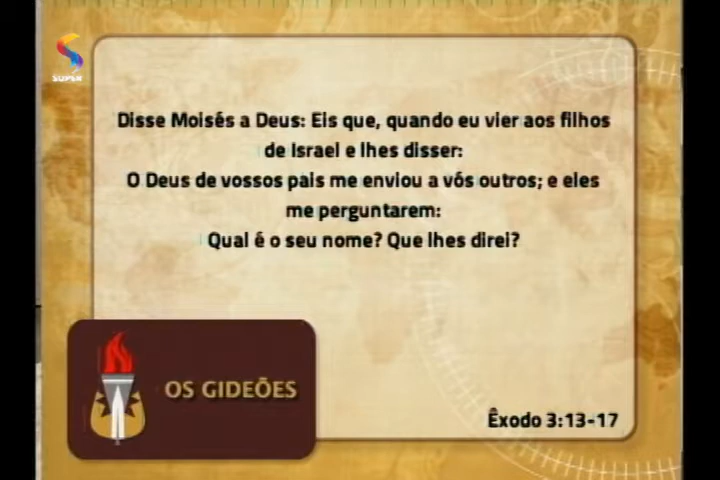 SUPER
Disse Moisés a Deus: Eis que, quando eu vier aos filhos
de Israel e lhes disser:
O Deus de vossos pais me enviou a vós outros; e eles
me perguntarem:
Qual é o seu nome? Que lhes direi?
OS GIDEÕES
Êxodo 3:13-17